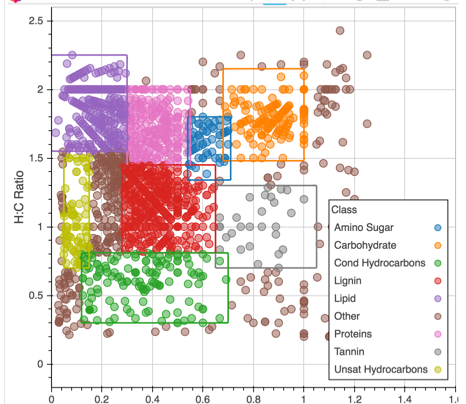 2.5
2
1.5
1
0.5
0
H:C Ratio
Class
Amino Sugar
Carbohydrate
Cond Hydrocarbons
Lignin
Lipid
Other
Proteins
Tannin
Unsat Hydrocarbons
0 0.2 0.4 0.6 0.8 1 1.2 1.4 1.